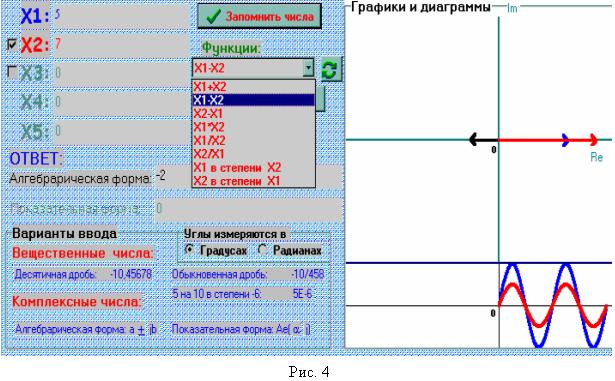 X1: 5
Запомнить числа
X2: 7
Функции:
X3: 0
X1-X2
X1+X2
X1-X2
X2-X1
X1*X2
X1/X2
X2/X1
X1 в степени X2
X2 в степени X1
X4: 0
X5: 0
ОТВЕТ:
Алгебрарическая форма: -2
Показательная форма: 0
Варианты ввода
Вещественные числа:
Десятичная дробь: -10,45678
Комплексные числа:
Алгебрарическая форма: a ± jb
Углы измеряются в
Градусах
Радианах
Обыкновенная дробь: -10/458
5 на 10 в степени -6: 5E-6
Показательная форма: Ae( α j)
Графики и диаграммы
Im
0
Re
0
Рис. 4